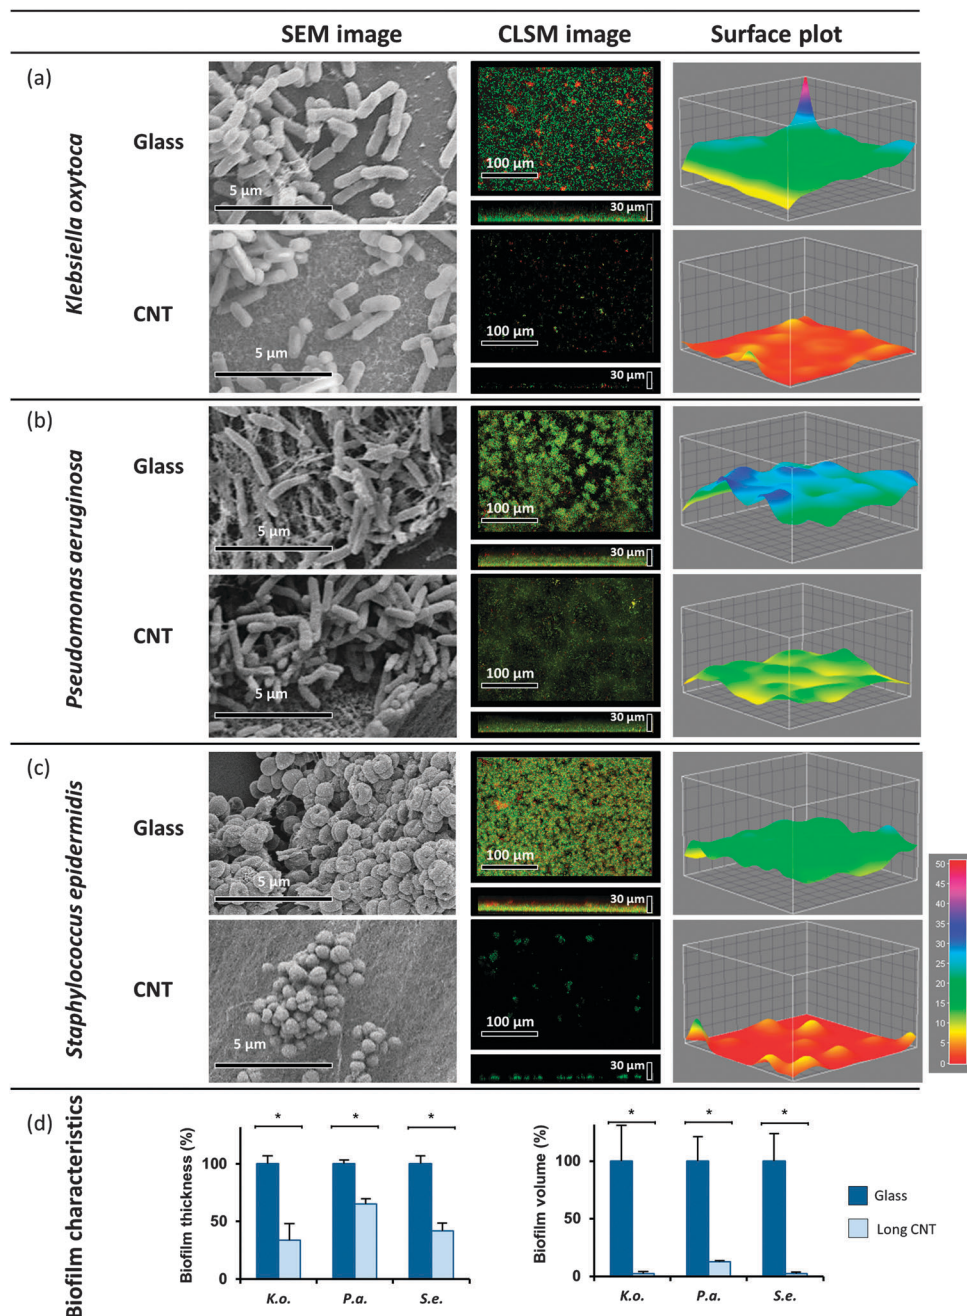 SEM image CLSM image Surface plot
(a)
Klebsiella oxytoca
Glass
5 µm
100 µm
30 µm
CNT
5 µm
100 µm
30 µm
(b)
Pseudomonas aeruginosa
Glass
5 µm
100 µm
30 µm
CNT
5 µm
100 µm
30 µm
(c)
Staphylococcus epidermidis
Glass
5 µm
100 µm
30 µm
CNT
5 µm
100 µm
30 µm
50
45
40
35
30
25
20
15
10
5
0
(d)
Biofilm characteristics
Biofilm thickness (%)
100
50
0
* * *
K.o. P.a. S.e.
Biofilm volume (%)
100
50
0
* * *
K.o. P.a. S.e.
Glass
Long CNT